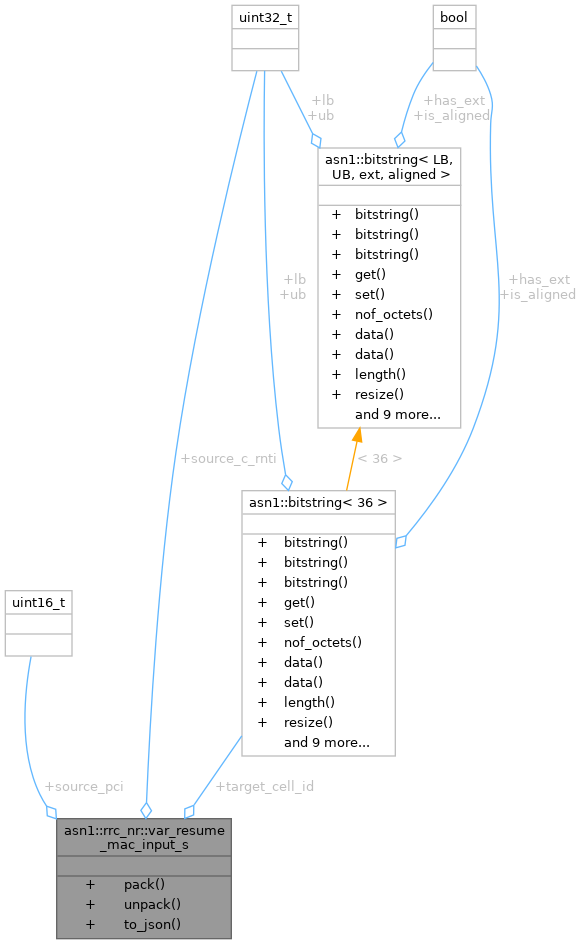 uint32_t
bool
+lb
+ub
+has_ext
+is_aligned
asn1::bitstring< LB,
UB, ext, aligned >
+ bitstring()
+ bitstring()
+ bitstring()
+ get()
+ set()
+ nof_octets()
+ data()
+ data()
+ length()
+ resize()
and 9 more...
+lb
+ub
+has_ext
+is_aligned
+source_c_rnti
< 36 >
asn1::bitstring< 36 >
+ bitstring()
+ bitstring()
+ bitstring()
+ get()
+ set()
+ nof_octets()
+ data()
+ data()
+ length()
+ resize()
and 9 more...
uint16_t
+source_pci
+target_cell_id
asn1::rrc_nr::var_resume
_mac_input_s
+ pack()
+ unpack()
+ to_json()